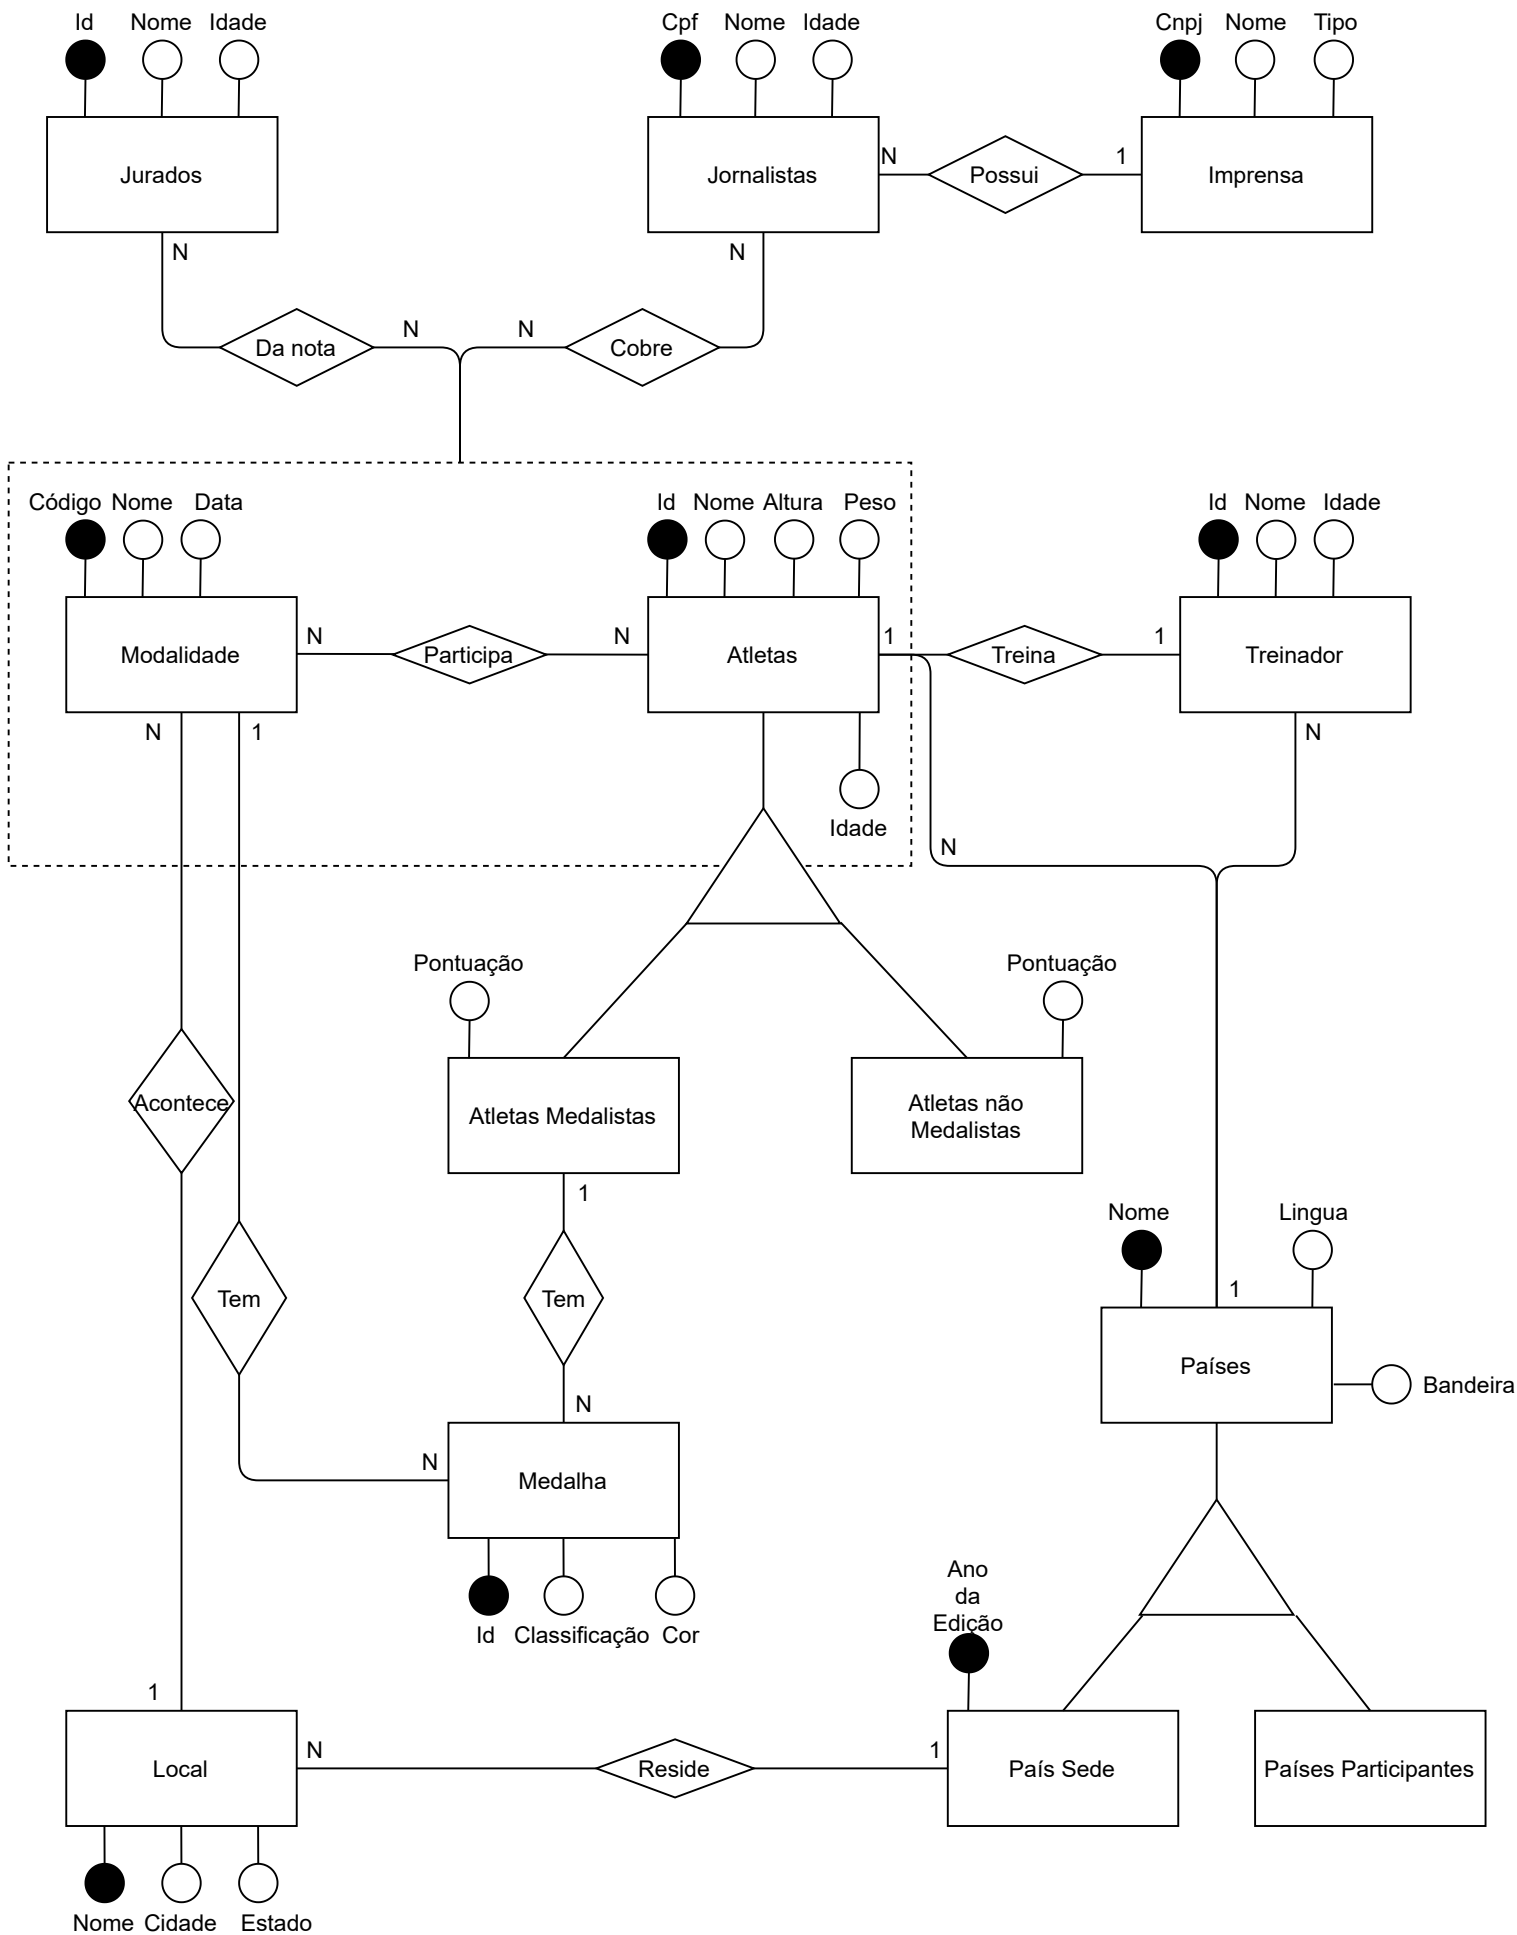 Id Nome Idade
Cpf Nome Idade
Cnpj Nome Tipo
Jurados
Jornalistas
N
Possui
1
Imprensa
N
N
Da nota
N
N
Cobre
Código Nome Data
Id Nome Altura Peso
Id Nome Idade
Modalidade
N
Participa
N
Atletas
1
Treina
1
Treinador
N
1
N
Idade
N
Pontuação
Pontuação
Acontece
Atletas Medalistas
Atletas não
Medalistas
1
Nome
Lingua
1
Tem
Tem
Países
Bandeira
N
N
Medalha
Id Classificação Cor
Ano
da
Edição
1
Local
N
Reside
1
País Sede
Países Participantes
Nome Cidade Estado